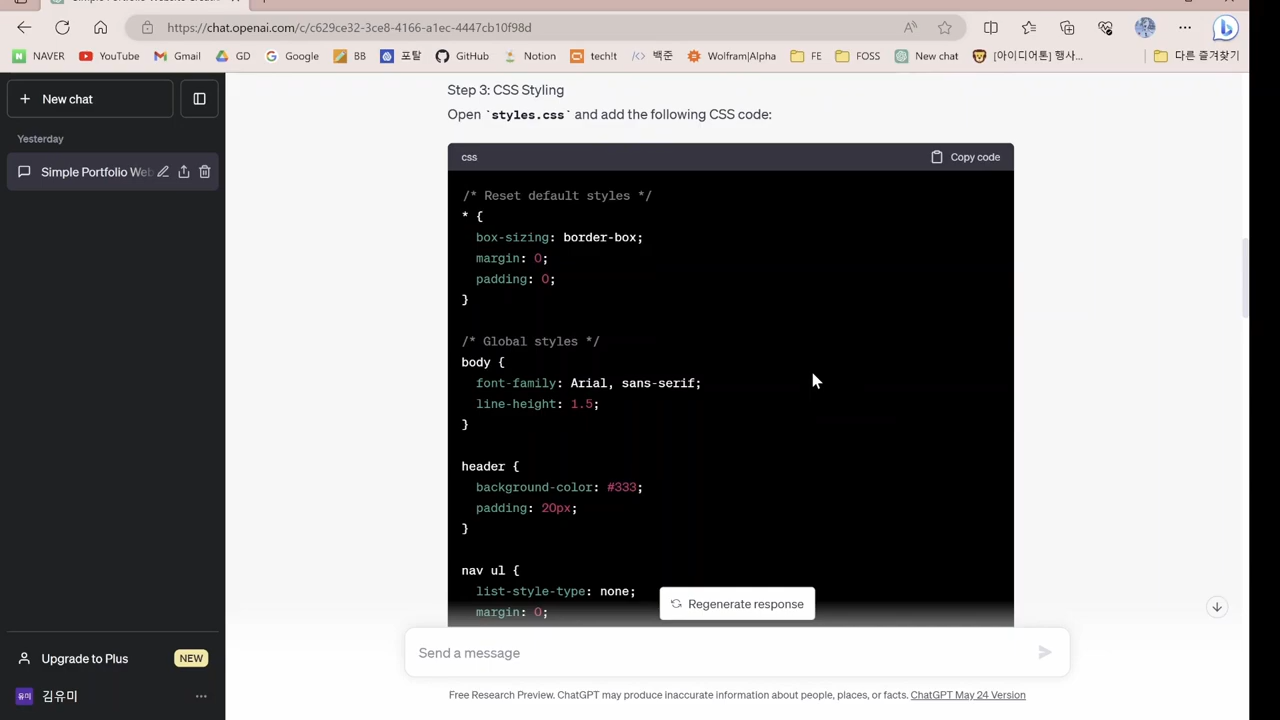 https://chat.openai.com/c/c629ce32-3ce8-4166-a1ec-4447cb10f98d
NAVER
YouTube
Gmail
GD
Google
BB
포탈
GitHub
Notion
tech!t
백준
Wolfram|Alpha
FE
FOSS
New chat
[아이디어톤] 행사...
다른 즐겨찾기
New chat
Yesterday
Simple Portfolio Web
Step 3: CSS Styling
Open `styles.css` and add the following CSS code:
css
Copy code
/* Reset default styles */
* {
box-sizing: border-box;
margin: 0;
padding: 0;
}
/* Global styles */
body {
font-family: Arial, sans-serif;
line-height: 1.5;
}
header {
background-color: #333;
padding: 20px;
}
nav ul {
list-style-type: none;
margin: 0;
Regenerate response
Send a message
Upgrade to Plus
NEW
유미
김유미
Free Research Preview. ChatGPT may produce inaccurate information about people, places, or facts. ChatGPT May 24 Version